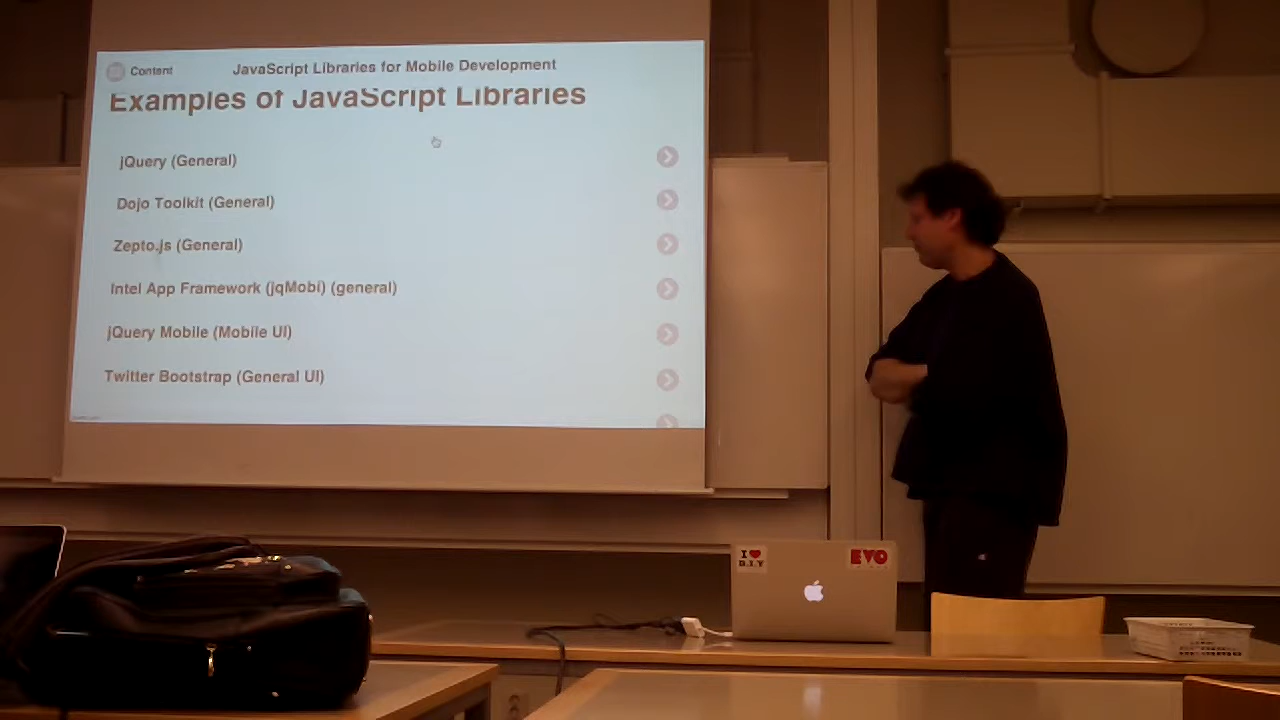 Content
JavaScript Libraries for Mobile Development
Examples of JavaScript Libraries
jQuery (General)
Dojo Toolkit (General)
Zepto.js (General)
Intel App Framework (jqMobi) (general)
jQuery Mobile (Mobile UI)
Twitter Bootstrap (General UI)
I ♥
D.I.Y
EVO